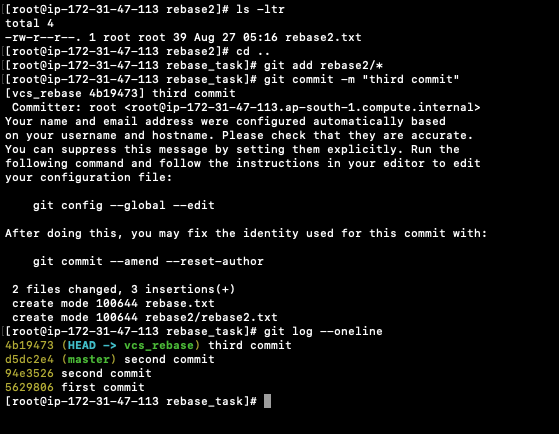 [root@ip-172-31-47-113 rebase2]# ls -ltr
total 4
-rw-r--r--. 1 root root 39 Aug 27 05:16 rebase2.txt
[root@ip-172-31-47-113 rebase2]# cd ..
[root@ip-172-31-47-113 rebase_task]# git add rebase2/*
[root@ip-172-31-47-113 rebase_task]# git commit -m "third commit"
[vcs_rebase 4b19473] third commit
 Committer: root <root@ip-172-31-47-113.ap-south-1.compute.internal>
Your name and email address were configured automatically based
on your username and hostname. Please check that they are accurate.
You can suppress this message by setting them explicitly. Run the
following command and follow the instructions in your editor to edit
your configuration file:

    git config --global --edit

After doing this, you may fix the identity used for this commit with:

    git commit --amend --reset-author

 2 files changed, 3 insertions(+)
 create mode 100644 rebase.txt
 create mode 100644 rebase2/rebase2.txt
[root@ip-172-31-47-113 rebase_task]# git log --oneline
4b19473 (HEAD -> vcs_rebase) third commit
d5dc2e4 (master) second commit
94e3526 second commit
5629806 first commit
[root@ip-172-31-47-113 rebase_task]#